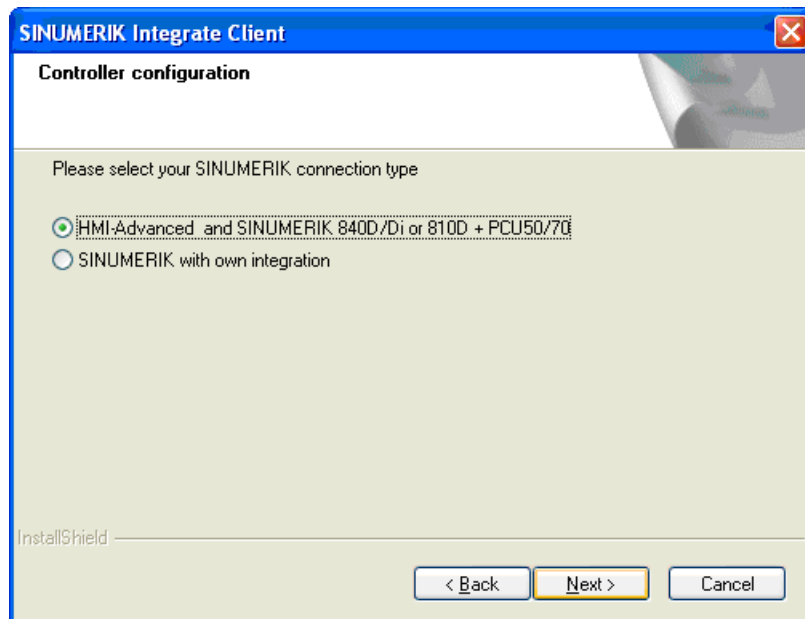 SINUMERIK Integrate Client
Controller configuration
Please select your SINUMERIK connection type
HMI-Advanced and SINUMERIK 840D/Di or 810D + PCU50/70
SINUMERIK with own integration
InstallShield
< Back Next > Cancel